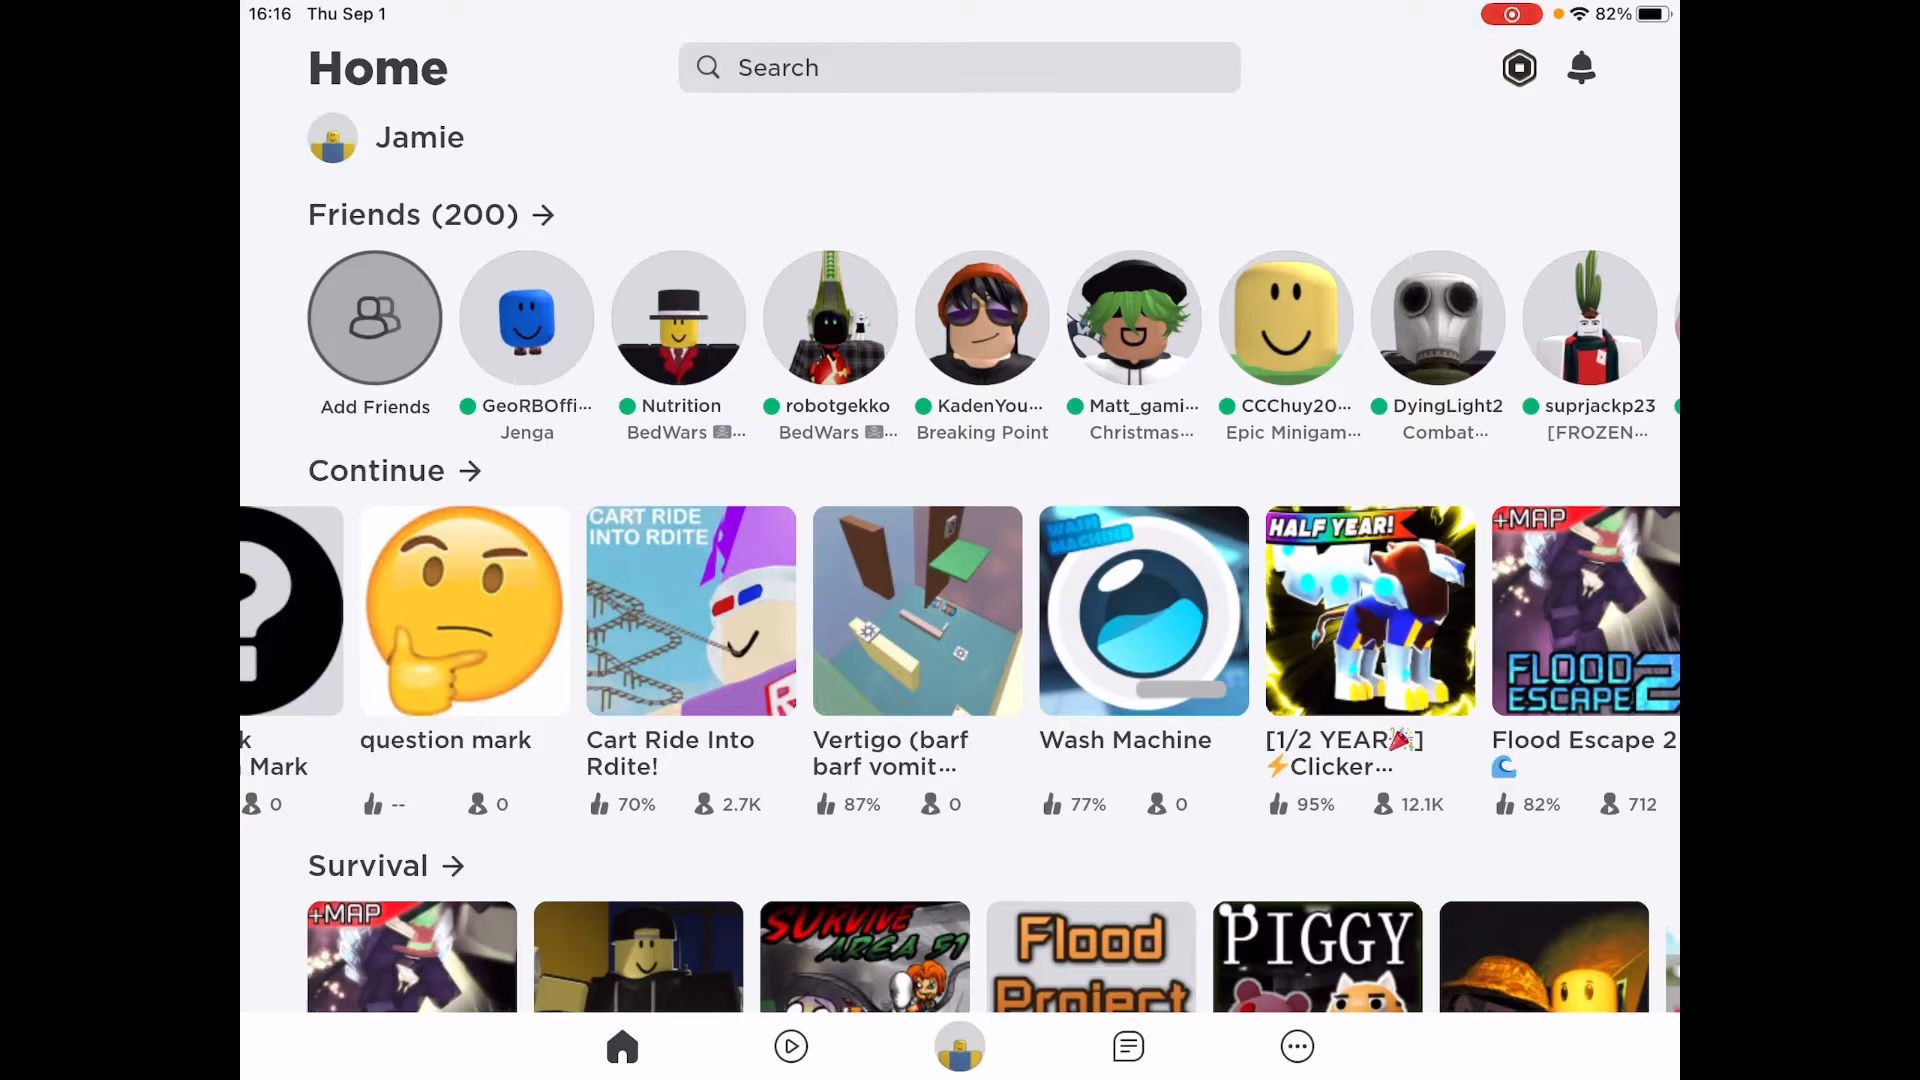 16:16 Thu Sep 1
82%
Home
Search
Jamie
Friends (200)
Add Friends
GeoRBOffi...
Nutrition
robotgekko
KadenYou...
Matt_gami...
CCChuy20...
DyingLight2
suprjackp23
Jenga
BedWars ☠️...
BedWars ☠️...
Breaking Point
Christmas...
Epic Minigam...
Combat...
[FROZEN...
Continue
CART RIDE
INTO RDITE
WASH
MACHINE
HALF YEAR!
+MAP
FLOOD
ESCAPE 2
k
Mark
question mark
Cart Ride Into
Rdite!
Vertigo (barf
barf vomit...
Wash Machine
[1/2 YEAR🎉]
⚡Clicker...
Flood Escape 2
🌊
0
--
0
70%
2.7K
87%
0
77%
0
95%
12.1K
82%
712
Survival
+MAP
SURVIVE
AREA 51
Flood
Project
PIGGY